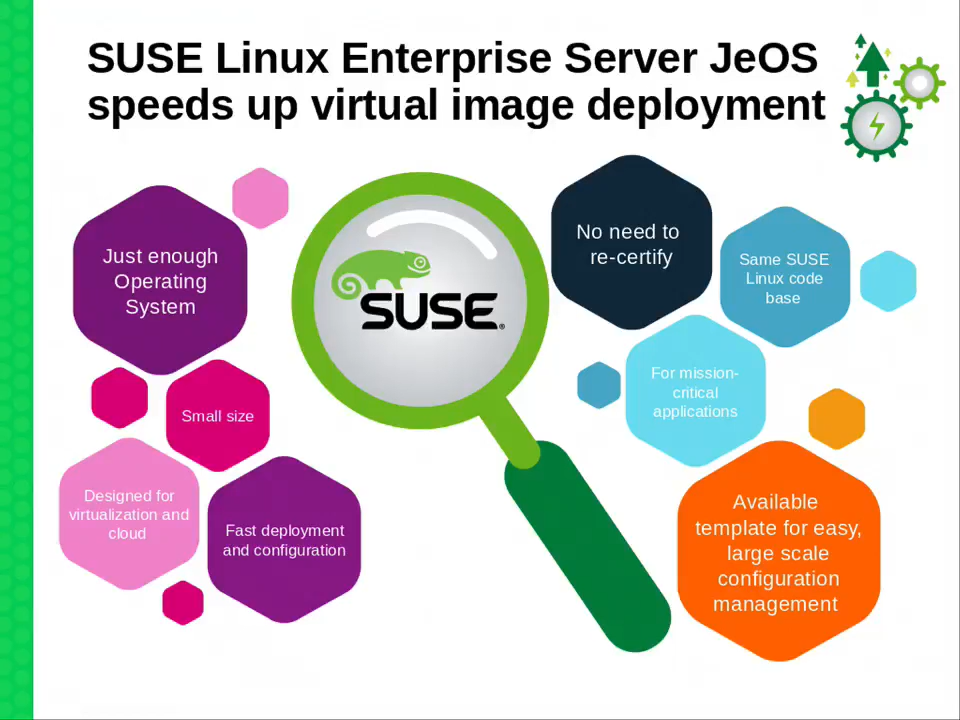 SUSE Linux Enterprise Server JeOS
speeds up virtual image deployment
Just enough
Operating
System
Small size
Designed for
virtualization and
cloud
Fast deployment
and configuration
SUSE
No need to
re-certify
Same SUSE
Linux code
base
For mission-
critical
applications
Available
template for easy,
large scale
configuration
management